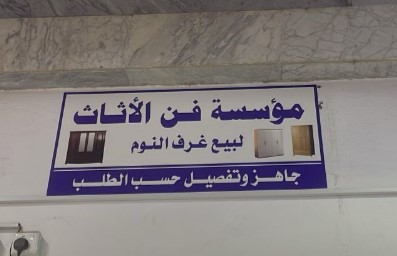 مؤسسة فن الأثاث
لبيع غرف النوم
جاهز وتفصيل حسب الطلب